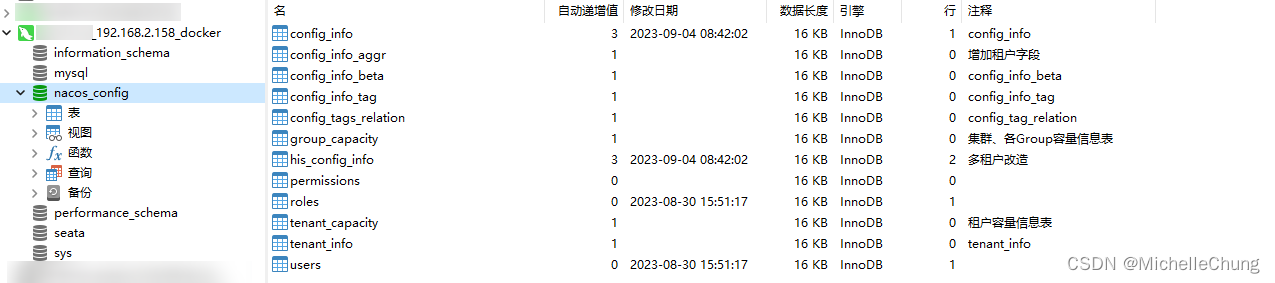 _192.168.2.158_docker
information_schema
mysql
nacos_config
表
视图
函数
查询
备份
performance_schema
seata
sys
名 自动递增值 修改日期 数据长度 引擎 行 注释
config_info 3 2023-09-04 08:42:02 16 KB InnoDB 1 config_info
config_info_aggr 1 16 KB InnoDB 0 增加租户字段
config_info_beta 1 16 KB InnoDB 0 config_info_beta
config_info_tag 1 16 KB InnoDB 0 config_info_tag
config_tags_relation 1 16 KB InnoDB 0 config_tag_relation
group_capacity 1 16 KB InnoDB 0 集群、各Group容量信息表
his_config_info 3 2023-09-04 08:42:02 16 KB InnoDB 2 多租户改造
permissions 0 16 KB InnoDB 0
roles 0 2023-08-30 15:51:17 16 KB InnoDB 1
tenant_capacity 1 16 KB InnoDB 0 租户容量信息表
tenant_info 1 16 KB InnoDB 0 tenant_info
users 0 2023-08-30 15:51:17 16 KB InnoDB 1
CSDN @MichelleChung